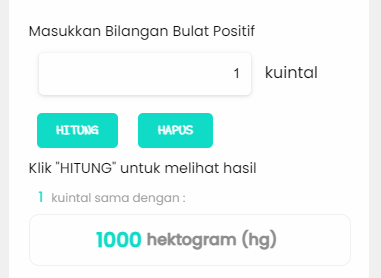 Masukkan Bilangan Bulat Positif
1 kuintal
HITUNG HAPUS
Klik "HITUNG" untuk melihat hasil
1 kuintal sama dengan :
1000 hektogram (hg)